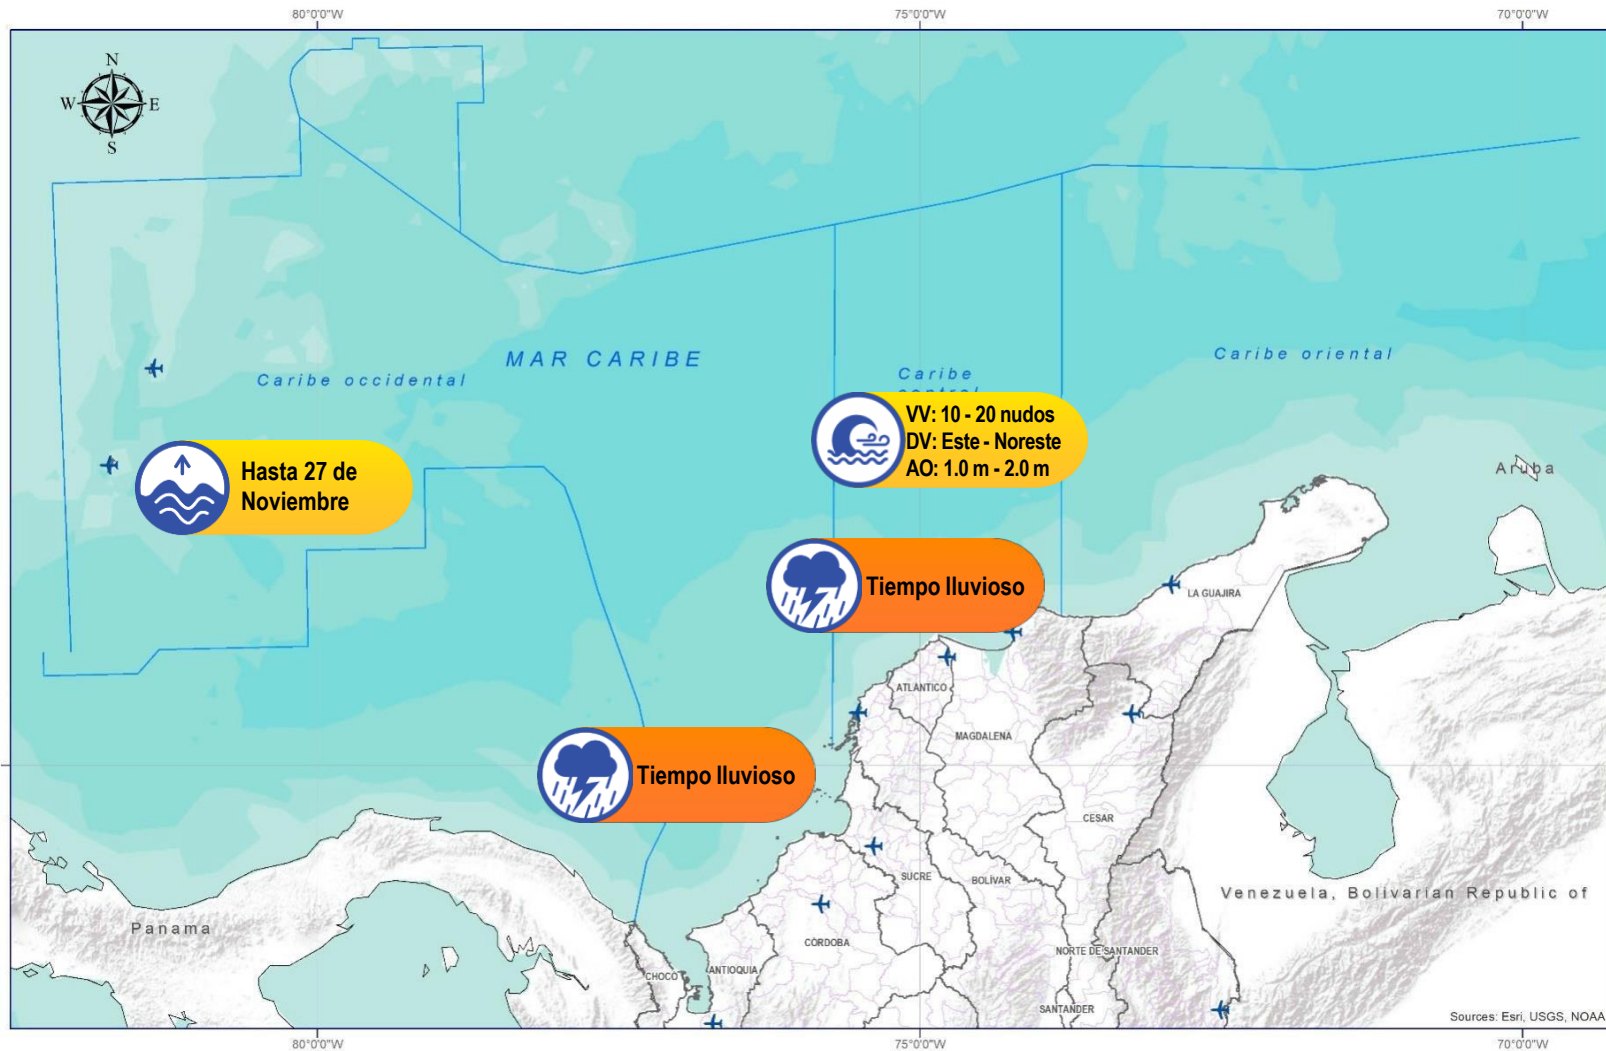 80°0'0"W
75°0'0"W
70°0'0"W
N
W
E
S
MAR CARIBE
Caribe occidental
Caribe
central
Caribe oriental
VV: 10 - 20 nudos
DV: Este - Noreste
AO: 1.0 m - 2.0 m
Hasta 27 de
Noviembre
Aruba
Tiempo lluvioso
LA GUAJIRA
ATLANTICO
MAGDALENA
Tiempo lluvioso
CESAR
SUCRE
BOLÍVAR
Venezuela, Bolivarian Republic of
Panama
CÓRDOBA
NORTE DE SANTANDER
CHOCO
ANTIOQUIA
SANTANDER
Sources: Esri, USGS, NOAA
80°0'0"W
75°0'0"W
70°0'0"W